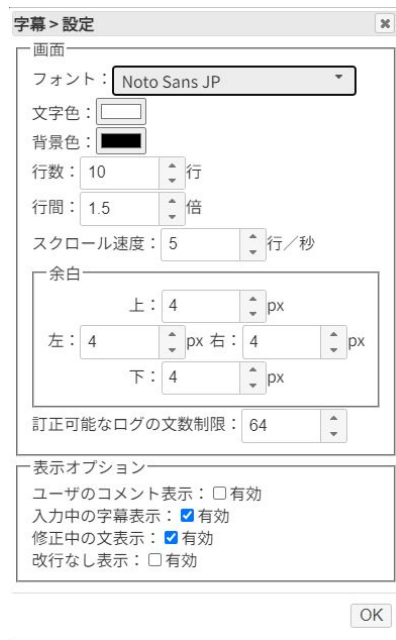 字幕 > 設定
画面
フォント： Noto Sans JP
文字色：
背景色：
行数： 10 行
行間： 1.5 倍
スクロール速度： 5 行／秒
余白
上： 4 px
左： 4 px 右： 4 px
下： 4 px
訂正可能なログの文数制限： 64
表示オプション
ユーザのコメント表示： 有効
入力中の字幕表示： 有効
修正中の文表示： 有効
改行なし表示： 有効
OK